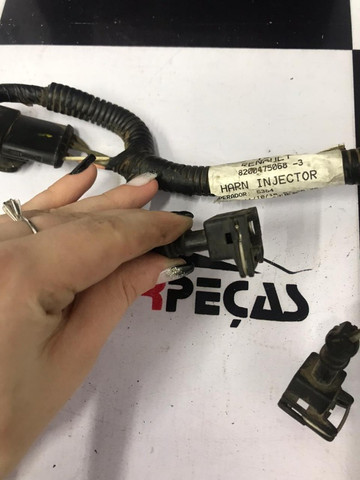 RENAULT
8200475068 -3
HARN INJECTOR
PEÇAS